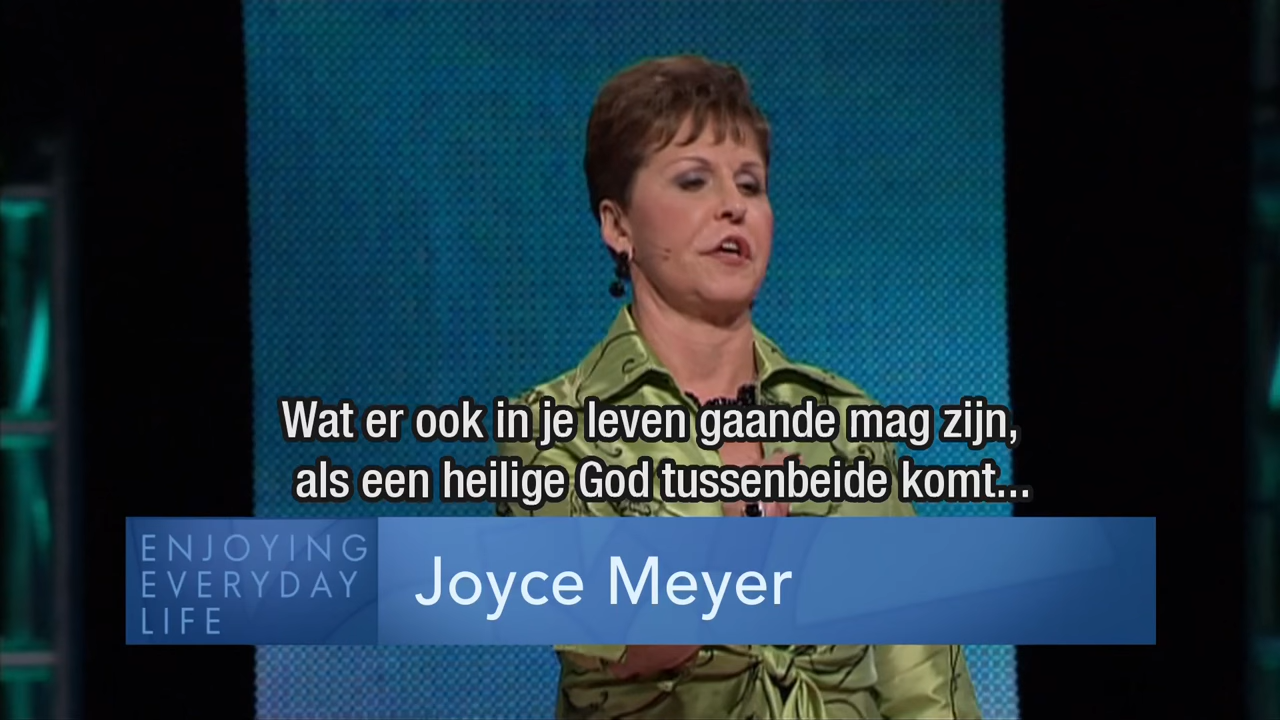 Wat er ook in je leven gaande mag zijn,
als een heilige God tussenbeide komt...
ENJOYING
EVERYDAY
LIFE
Joyce Meyer